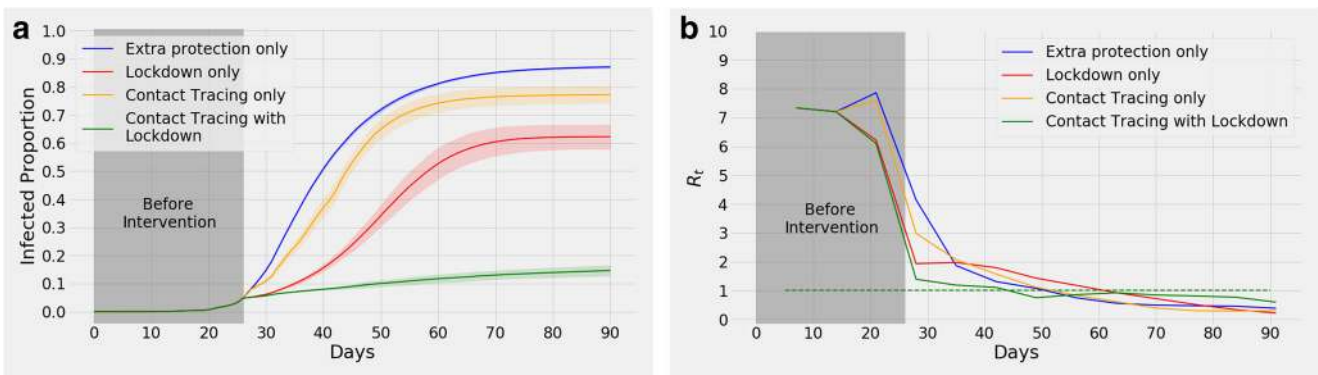 a
Infected Proportion
1.0
0.9
0.8
0.7
0.6
0.5
0.4
0.3
0.2
0.1
0.0
Extra protection only
Lockdown only
Contact Tracing only
Contact Tracing with
Lockdown
Before
Intervention
0 10 20 30 40 50 60 70 80 90
Days
b
Rₜ
10
9
8
7
6
5
4
3
2
1
0
Extra protection only
Lockdown only
Contact Tracing only
Contact Tracing with Lockdown
Before
Intervention
0 10 20 30 40 50 60 70 80 90
Days